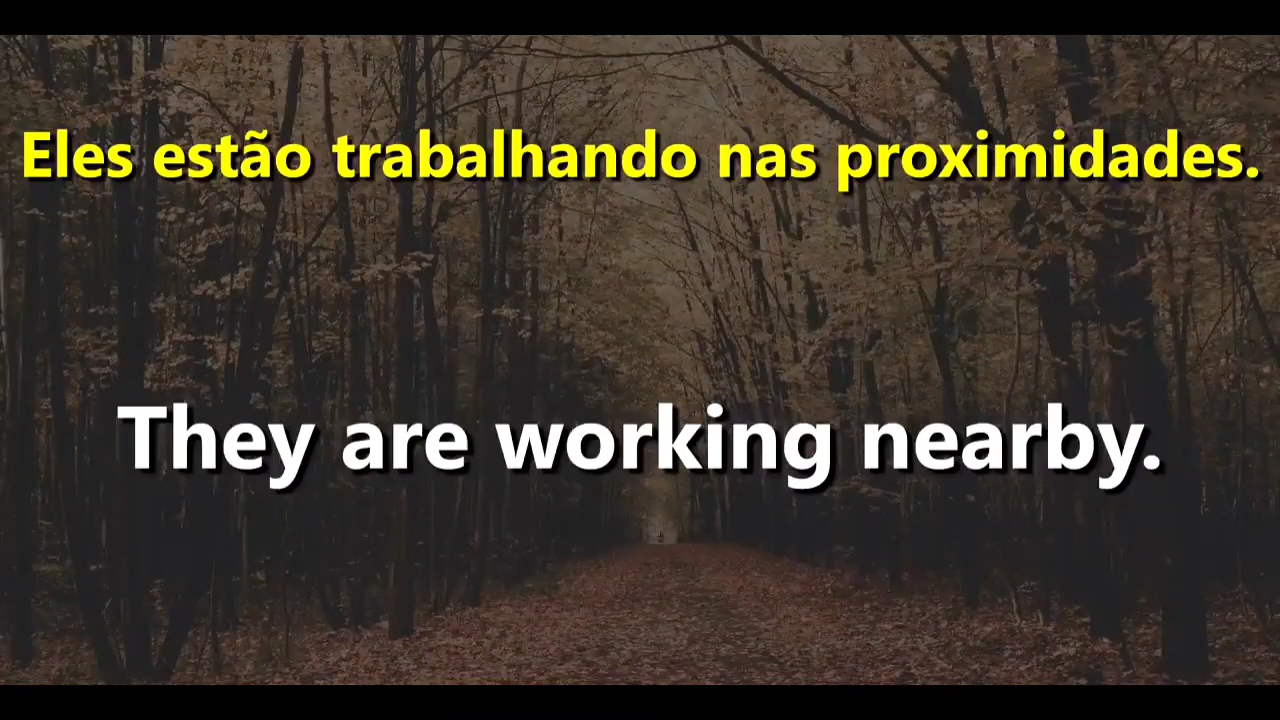 Eles estão trabalhando nas proximidades.
They are working nearby.